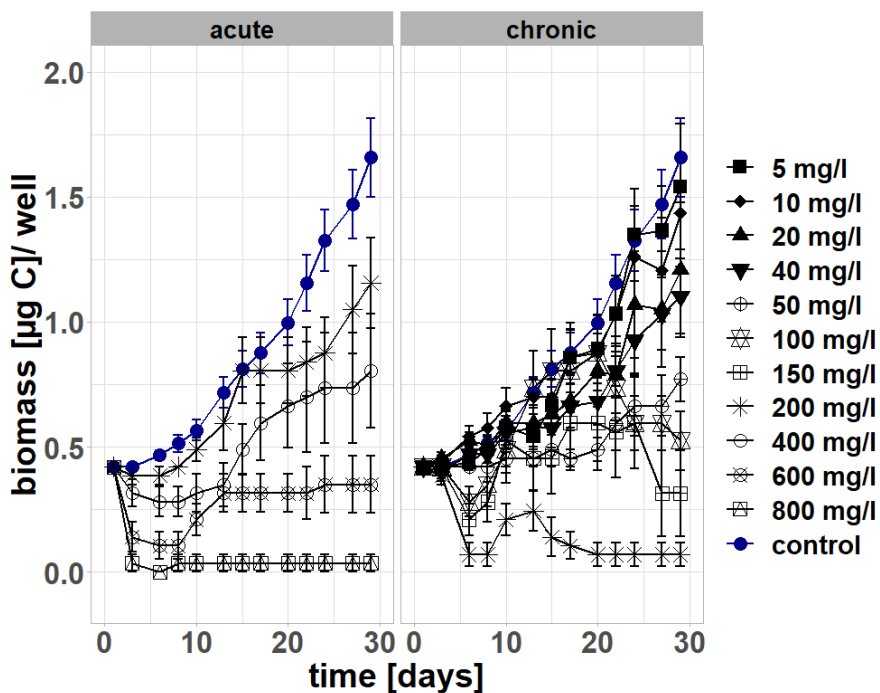 acute
chronic
biomass [µg C]/ well
2.0
1.5
1.0
0.5
0.0
0 10 20 30
0 10 20 30
time [days]
5 mg/l
10 mg/l
20 mg/l
40 mg/l
50 mg/l
100 mg/l
150 mg/l
200 mg/l
400 mg/l
600 mg/l
800 mg/l
control